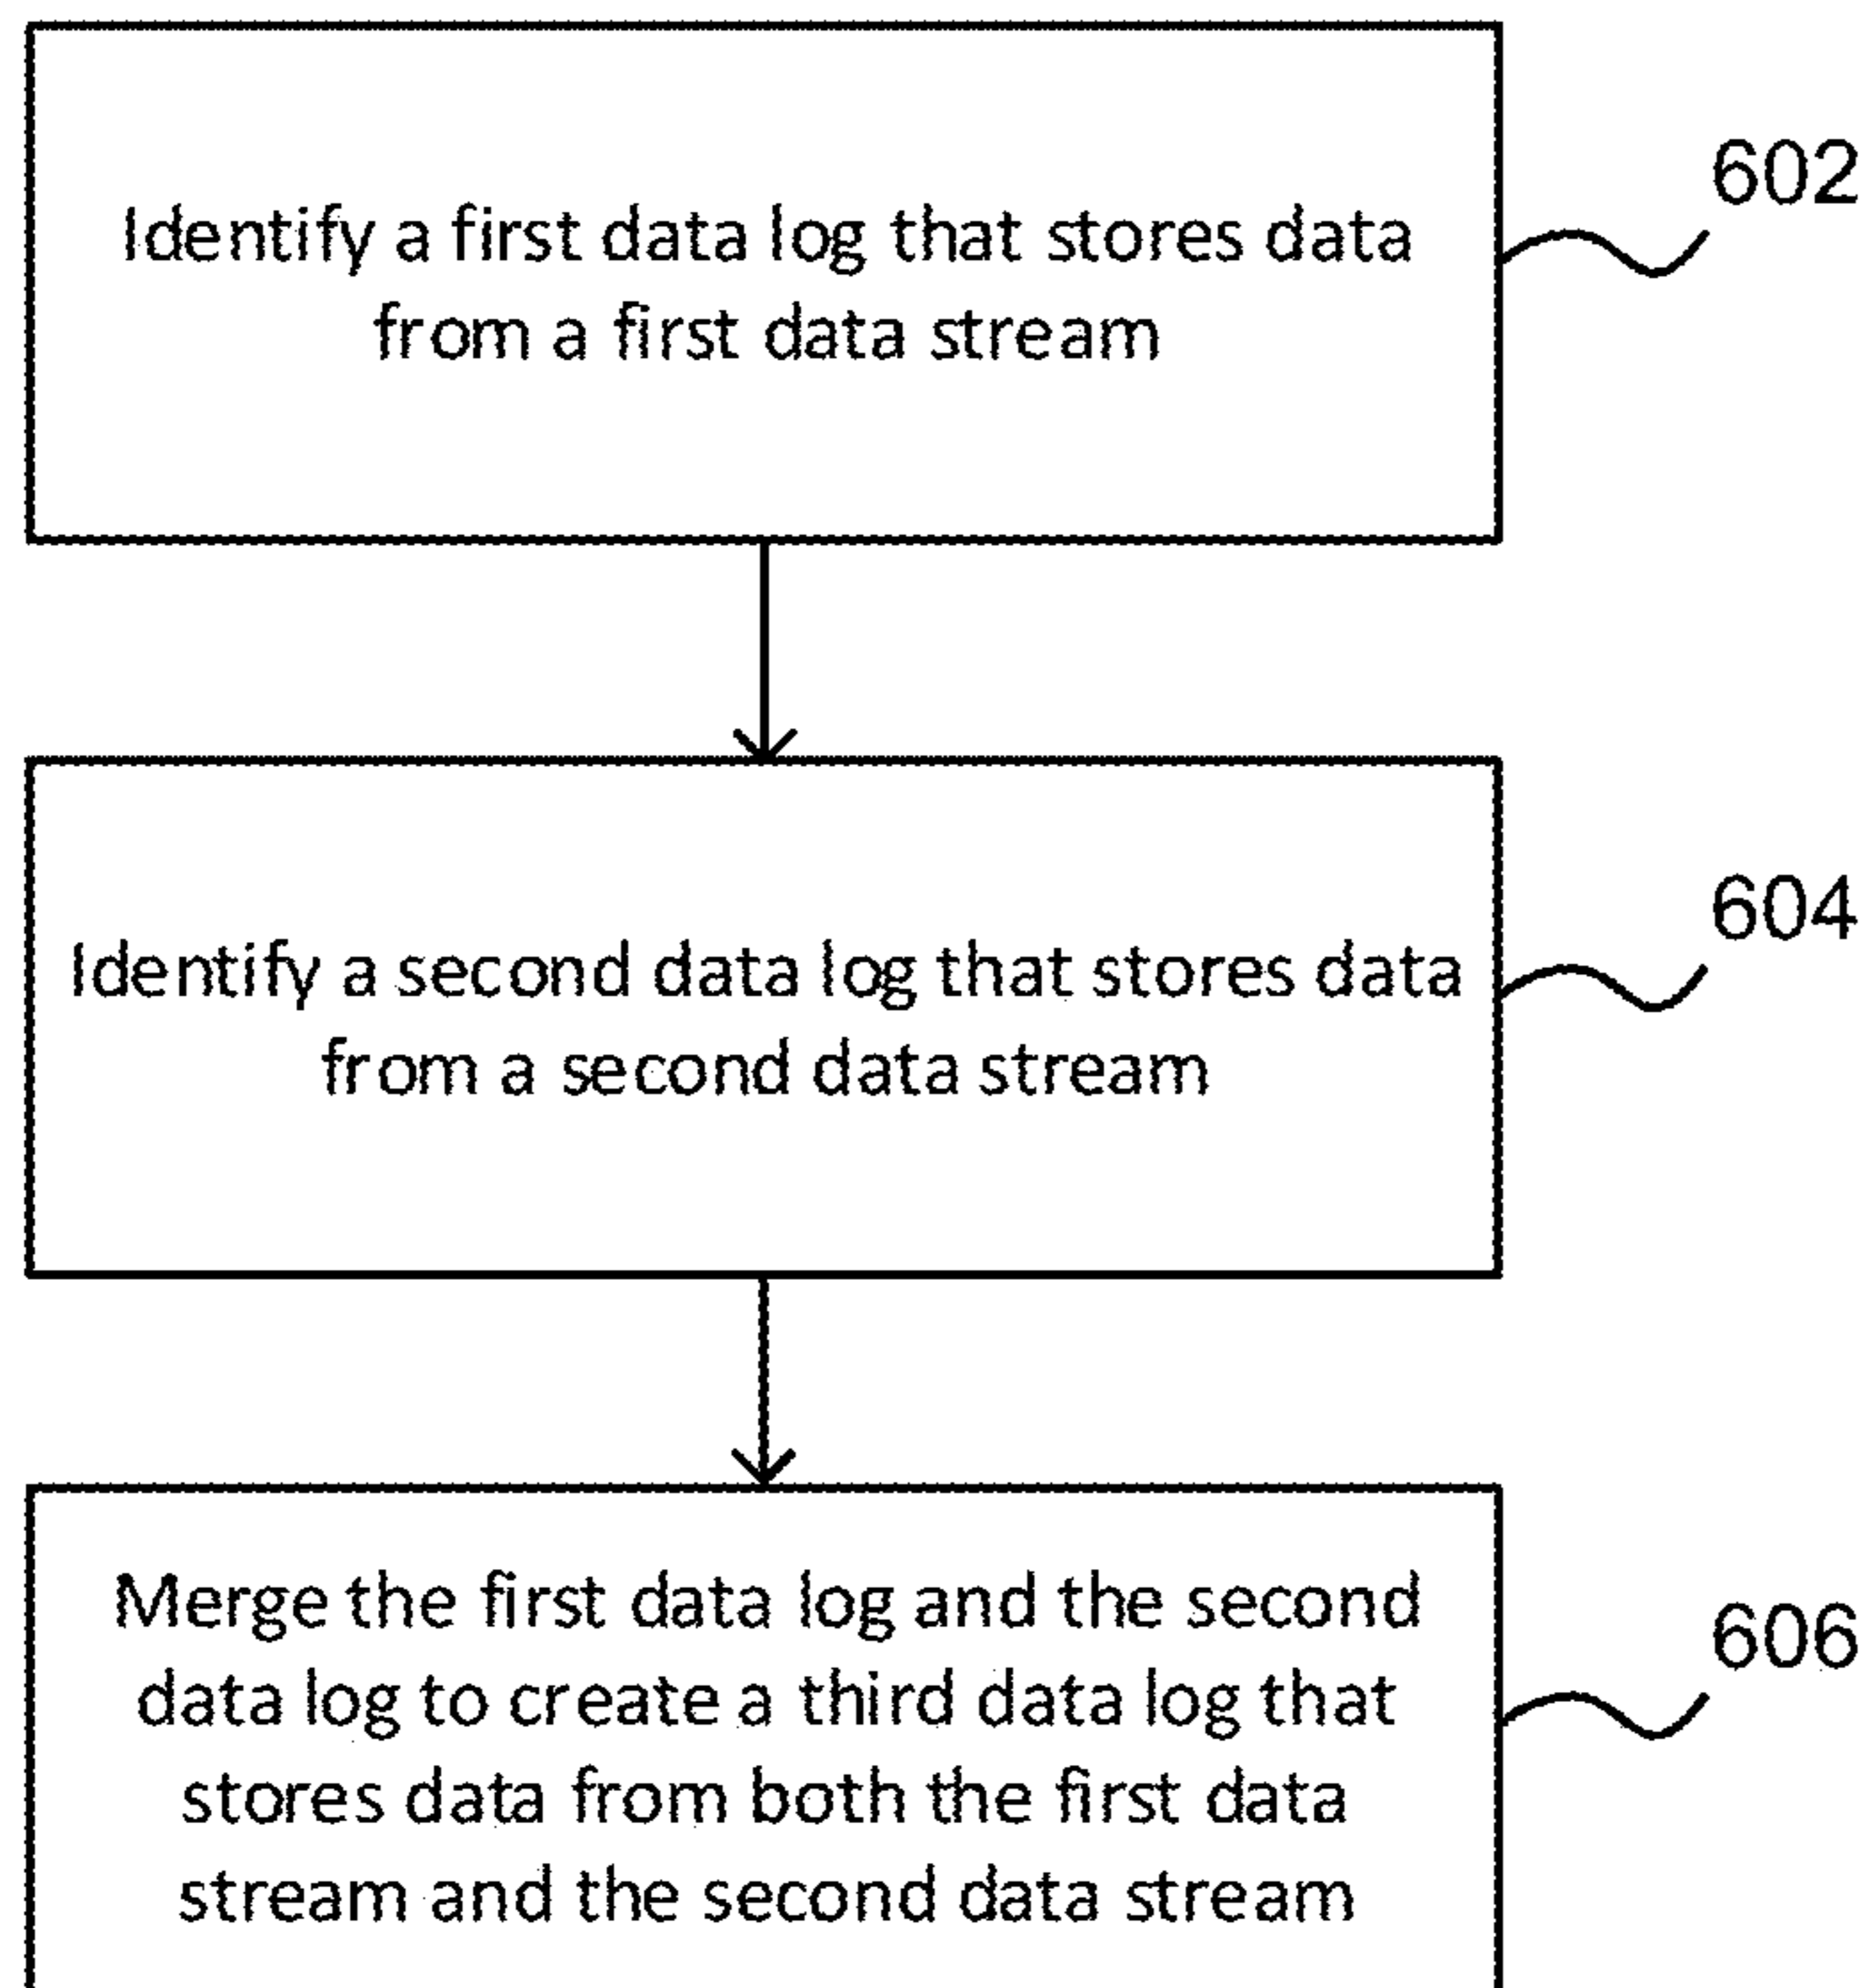 Identify a first data log that stores data
from a first data stream
602
Identify a second data log that stores data
from a second data stream
604
Merge the first data log and the second
data log to create a third data log that
stores data from both the first data
stream and the second data stream
606